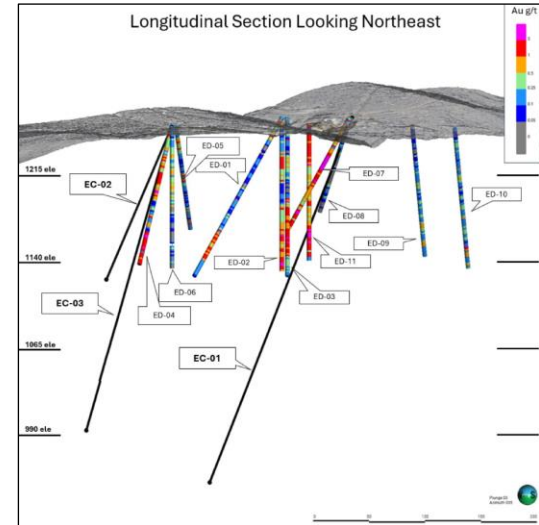 Longitudinal Section Looking Northeast
Au g/t
ED-05
ED-01
ED-07
1215 ele
EC-02
ED-08
ED-10
ED-09
1140 ele
ED-02
ED-11
ED-06
EC-03
ED-04
ED-03
1065 ele
EC-01
990 ele